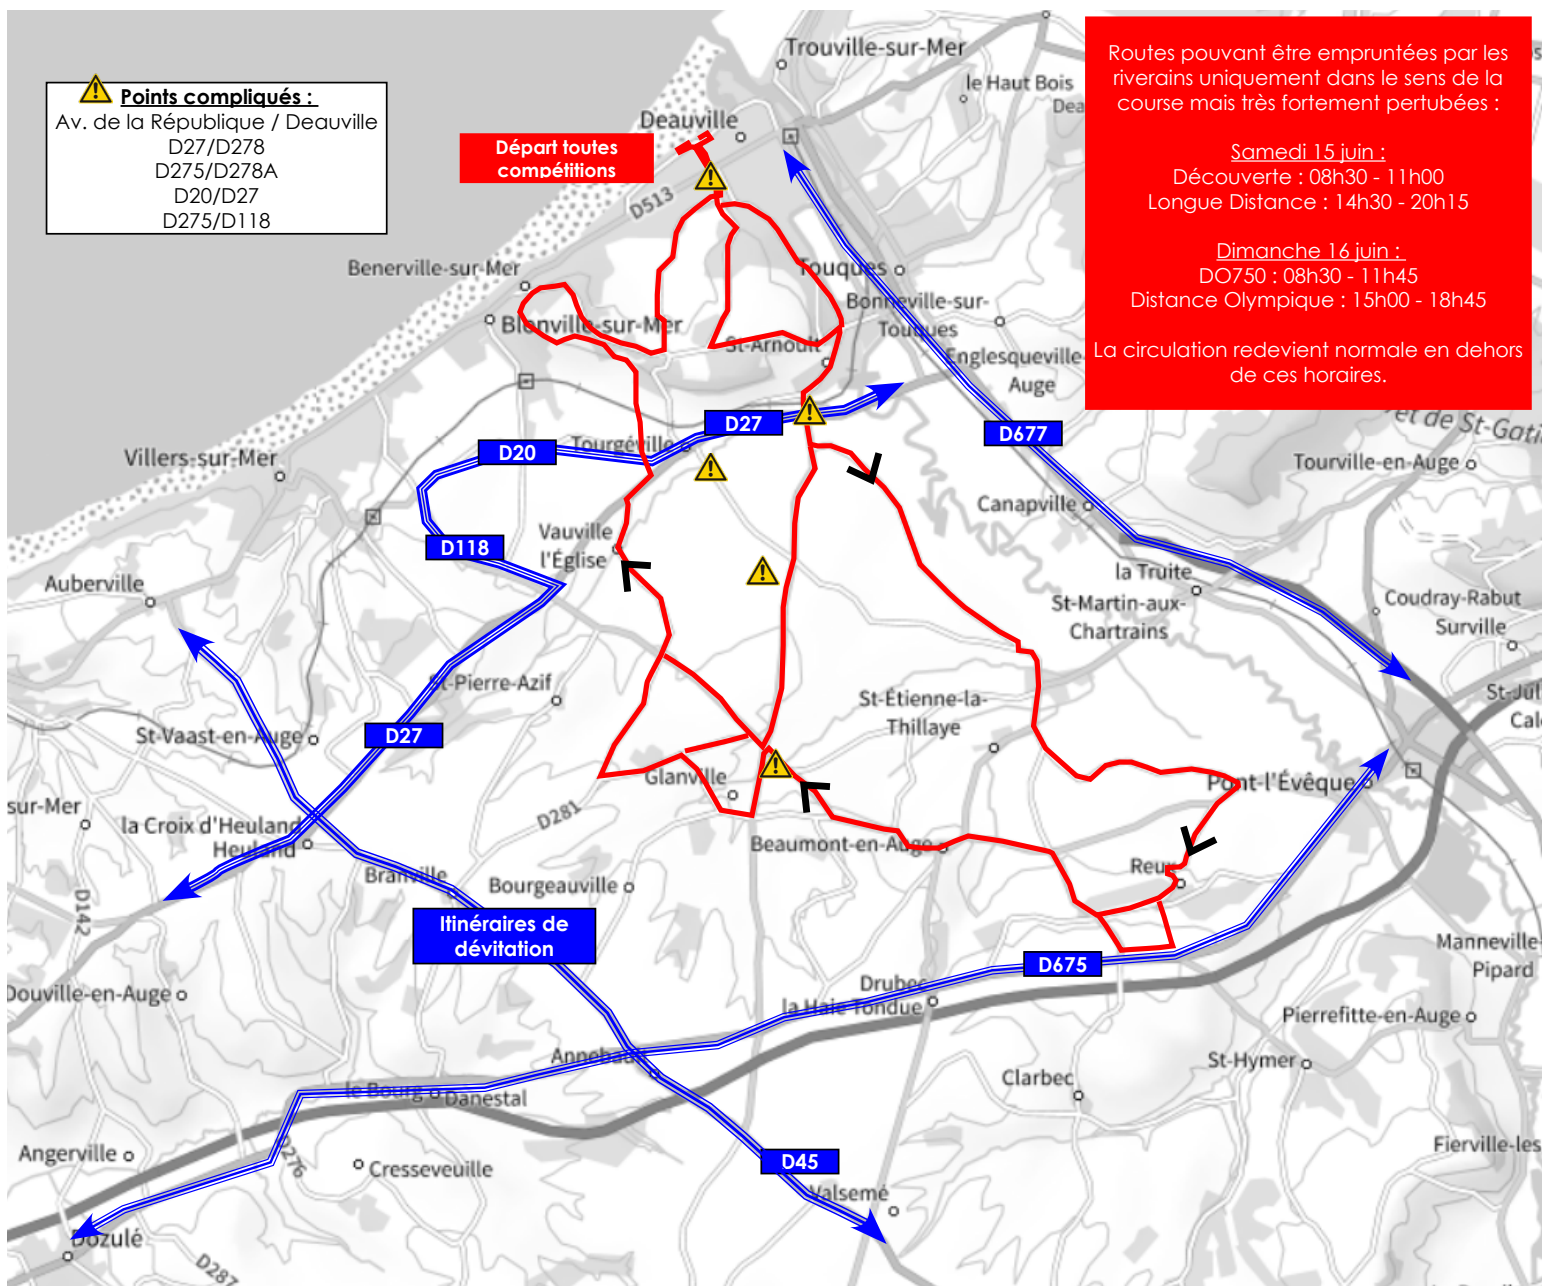 Points compliqués :
Av. de la République / Deauville
D27/D278
D275/D278A
D20/D27
D275/D118
Départ toutes
compétitions
Routes pouvant être empruntées par les
riverains uniquement dans le sens de la
course mais très fortement pertubées :
Samedi 15 juin :
Découverte : 08h30 - 11h00
Longue Distance : 14h30 - 20h15
Dimanche 16 juin :
DO750 : 08h30 - 11h45
Distance Olympique : 15h00 - 18h45
La circulation redevient normale en dehors
de ces horaires.
Trouville-sur-Mer
le Haut Bois
Deauville
D513
Benerville-sur-Mer
Touques
Bonneville-sur-
Touques
Blonville-sur-Mer
St-Arnoult
Englesqueville-
Auge
D27
D677
D20
Tourgéville
Villers-sur-Mer
Tourville-en-Auge
Canapville
D118
Vauville
l'Église
Auberville
la Truite
St-Martin-aux-
Chartrains
Coudray-Rabut
Surville
St-Pierre-Azif
St-Étienne-la-
Thillaye
St-Vaast-en-Auge
D27
Glanville
Pont-l'Évêque
sur-Mer
la Croix d'Heuland
Heuland
D281
Beaumont-en-Auge
Reux
Branville
Bourgeauville
D142
Itinéraires de
dévitation
Manneville-
Pipard
D675
Drubec
la Haie Tondue
Douville-en-Auge
Pierrefitte-en-Auge
Annebault
St-Hymer
Clarbec
le Bourg
Danestal
Angerville
D276
Cresseveuille
Fierville-les
D45
Valsemé
Dozulé
D287